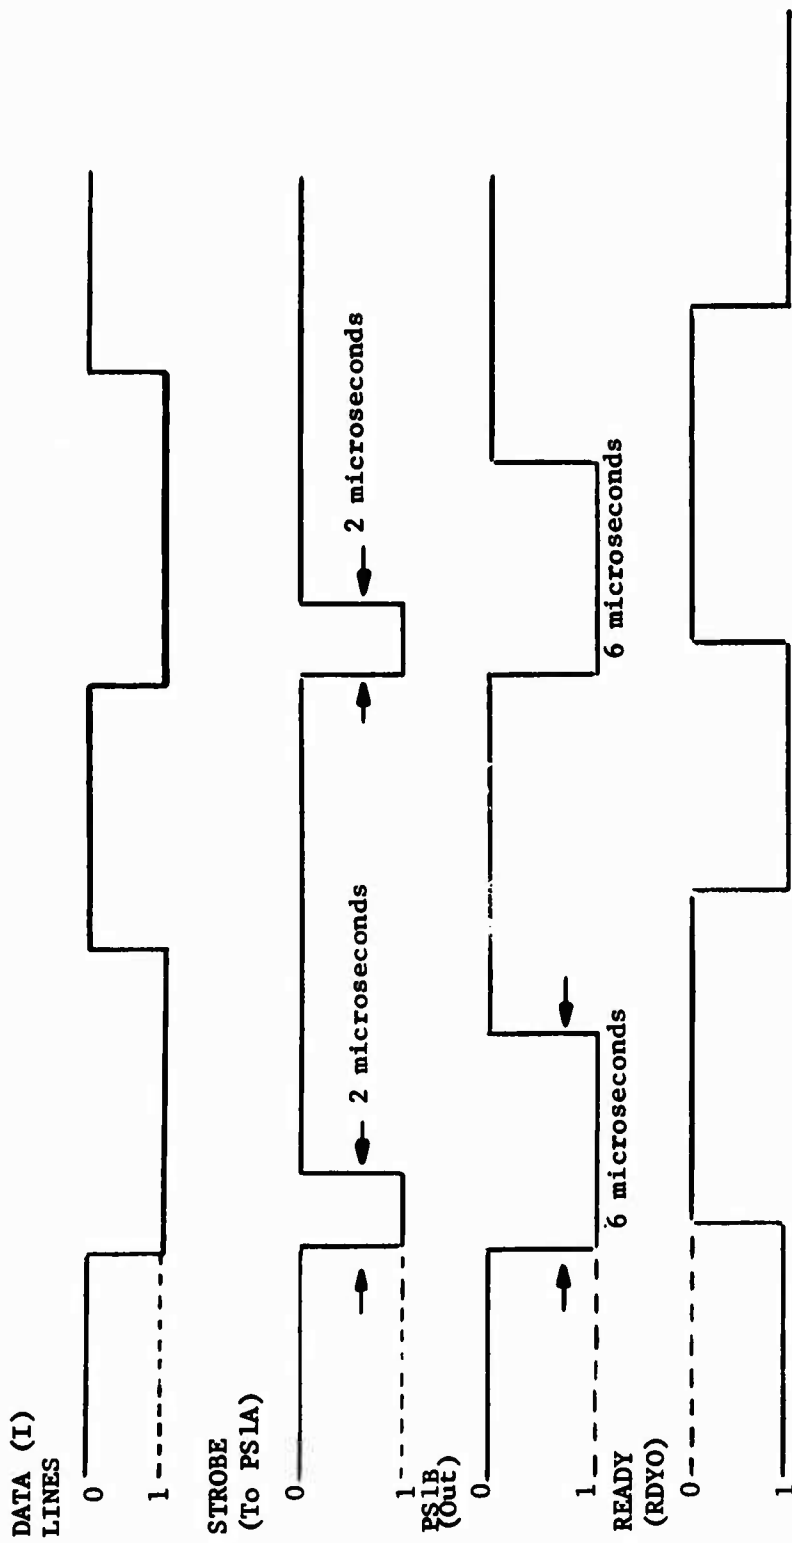 DATA (I)
LINES
0
1
STROBE
(To PS1A)
0
1
2 microseconds
2 microseconds
PS1B
(Out)
0
1
6 microseconds
6 microseconds
READY
(RDYO)
0
1